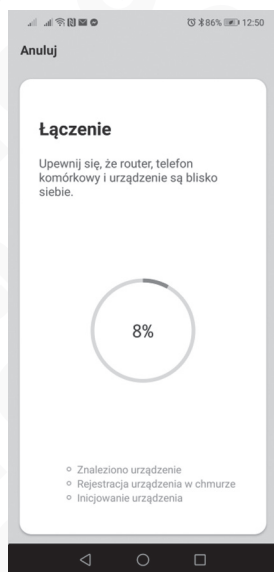 86% 12:50
Anuluj
Łączenie
Upewnij się, że router, telefon
komórkowy i urządzenie są blisko
siebie.
8%
Znaleziono urządzenie
Rejestracja urządzenia w chmurze
Inicjowanie urządzenia